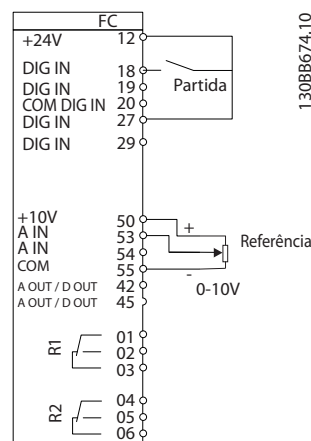 FC
+24V 12
DIG IN 18
DIG IN 19
COM DIG IN 20
DIG IN 27
DIG IN 29
Partida
+10V 50
A IN 53
A IN 54
COM 55
A OUT / D OUT 42
A OUT / D OUT 45
+
-
0-10V
Referência
R1
01
02
03
R2
04
05
06
130BB674.10